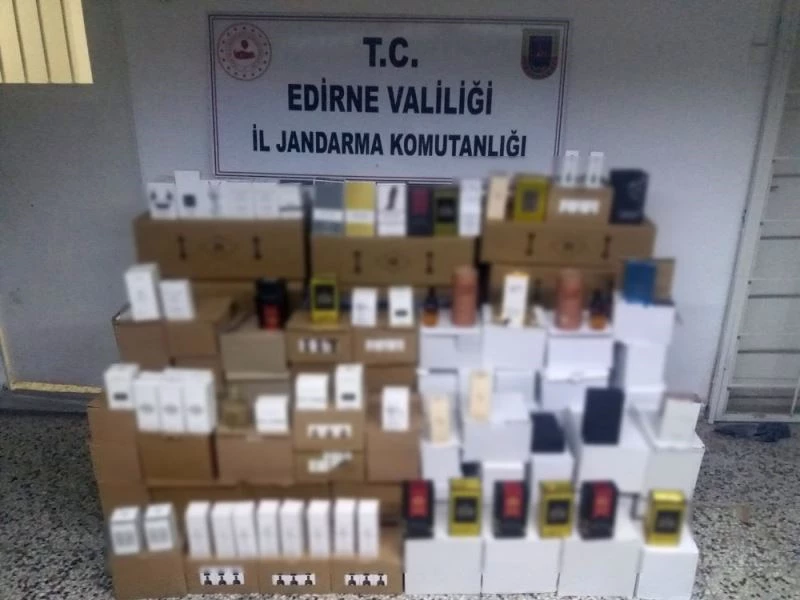 T.C.
EDİRNE VALİLİĞİ
İL JANDARMA KOMUTANLIĞI